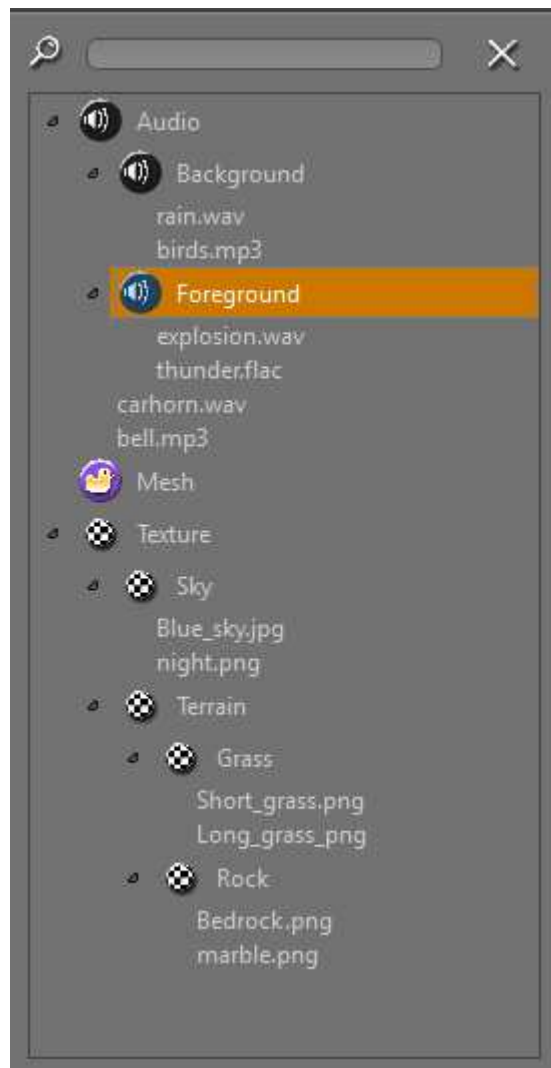 Audio
Background
rain.wav
birds.mp3
Foreground
explosion.wav
thunder.flac
carhorn.wav
bell.mp3
Mesh
Texture
Sky
Blue_sky.jpg
night.png
Terrain
Grass
Short_grass.png
Long_grass_png
Rock
Bedrock.png
marble.png